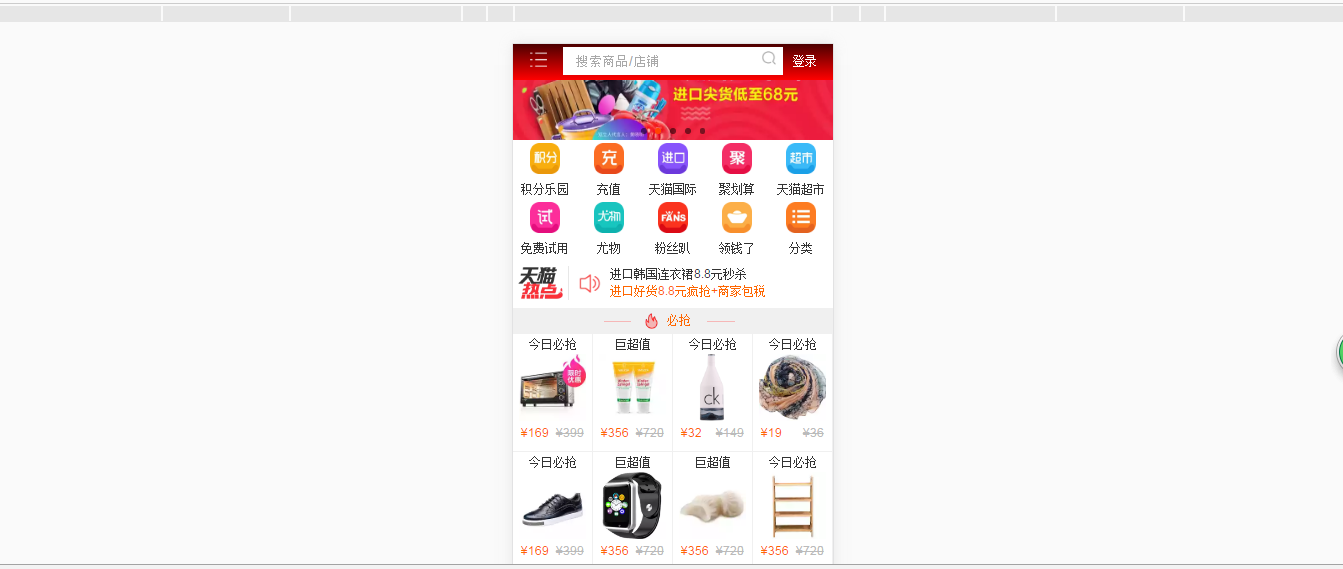 搜索商品/店铺 登录
进口尖货低至68元
积分 充 进口 聚 超市
积分乐园 充值 天猫国际 聚划算 天猫超市
试 尤物 FANS
免费试用 尤物 粉丝趴 领钱了 分类
天猫 进口韩国连衣裙8.8元秒杀
热点 进口好货8.8元疯抢+商家包税
必抢
今日必抢 巨超值 今日必抢 今日必抢
限时
优惠
ck
¥169 ¥399 ¥356 ¥720 ¥32 ¥149 ¥19 ¥36
今日必抢 巨超值 巨超值 今日必抢
¥169 ¥399 ¥356 ¥720 ¥356 ¥720 ¥356 ¥720